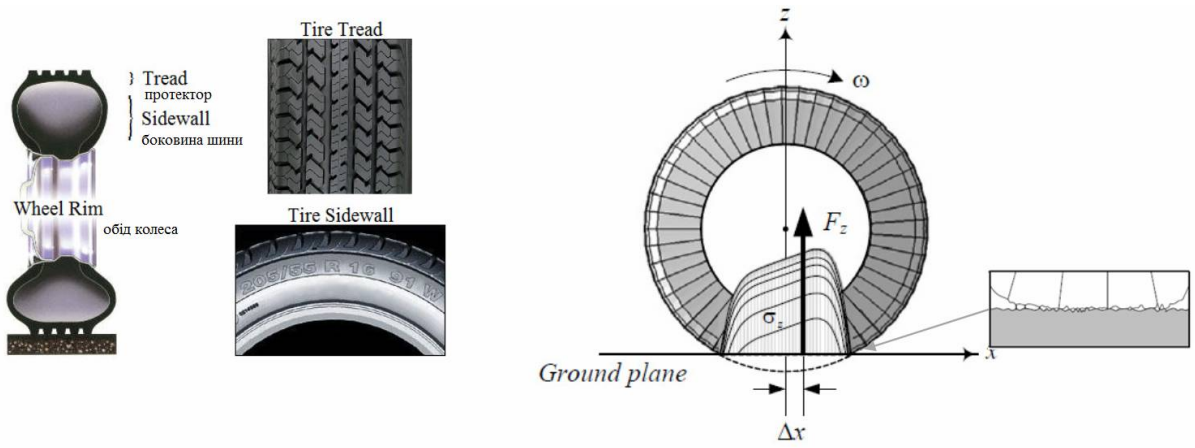 Tire Tread
Tread
протектор
Sidewall
боковина шини
Wheel Rim
обід колеса
Tire Sidewall
205/55 R 16 91 W
z
ω
F_z
σ_z
x
Ground plane
Δx